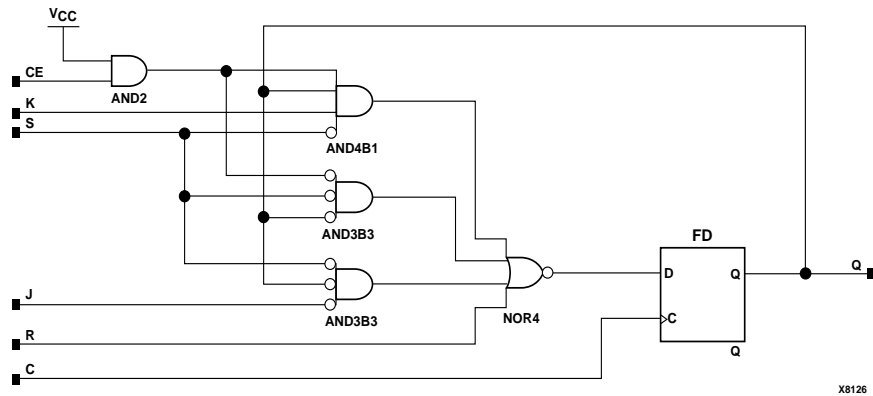 VCC
CE
AND2
K
S
AND4B1
AND3B3
FD
D
Q
Q
J
AND3B3
NOR4
C
R
Q
C
X8126